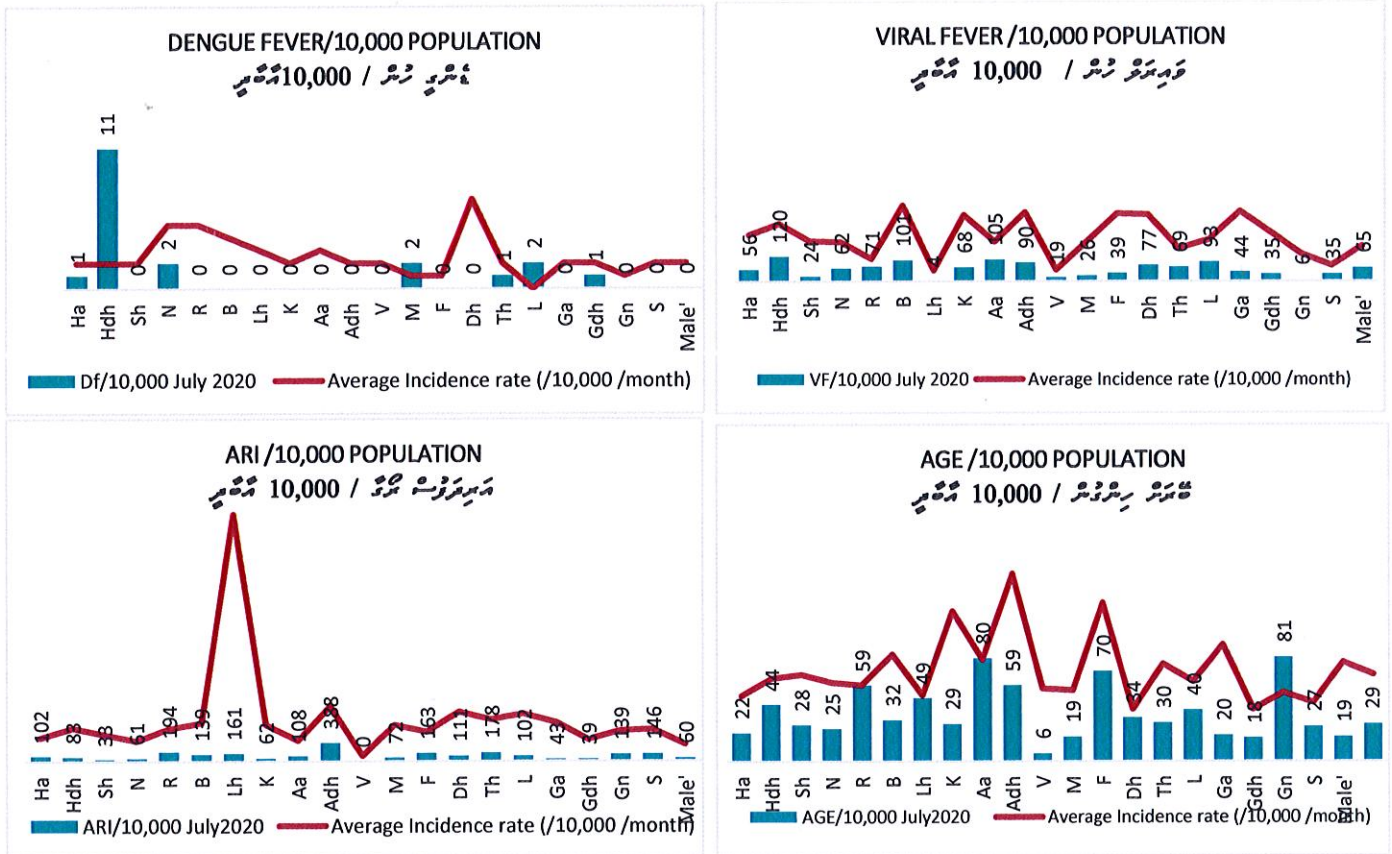 DENGUE FEVER/10,000 POPULATION
ޑެންގީ ހުން / 10,000އާބާދީ
11
1
0
2
0
0
0
0
0
0
0
2
0
0
1
2
0
1
0
0
0
Ha
Hdh
Sh
N
R
B
Lh
K
Aa
Adh
V
M
F
Dh
Th
L
Ga
Gdh
Gn
S
Male'
Df/10,000 July 2020
Average Incidence rate (/10,000 /month)
VIRAL FEVER /10,000 POPULATION
ވައިރަލް ހުން / 10,000 އާބާދީ
56
120
24
62
71
101
4
68
105
90
19
26
39
77
69
93
44
35
6
35
65
Ha
Hdh
Sh
N
R
B
Lh
K
Aa
Adh
V
M
F
Dh
Th
L
Ga
Gdh
Gn
S
Male'
VF/10,000 July 2020
Average Incidence rate (/10,000 /month)
ARI /10,000 POPULATION
އަރިދަފުސް ރޯގާ / 10,000 އާބާދީ
102
83
33
61
194
139
161
62
108
0
72
163
111
178
102
43
39
139
146
60
Ha
Hdh
Sh
N
R
B
Lh
K
Aa
Adh
V
M
F
Dh
Th
L
Ga
Gdh
Gn
S
Male'
ARI/10,000 July2020
Average Incidence rate (/10,000 /month)
AGE /10,000 POPULATION
ބޭރަށް ހިންގުން / 10,000 އާބާދީ
22
44
28
25
59
32
49
29
80
59
6
19
70
34
30
40
20
18
81
27
19
29
Ha
Hdh
Sh
N
R
B
Lh
K
Aa
Adh
V
M
F
Dh
Th
L
Ga
Gdh
Gn
S
Male'
AGE/10,000 July2020
Average Incidence rate (/10,000 /month)